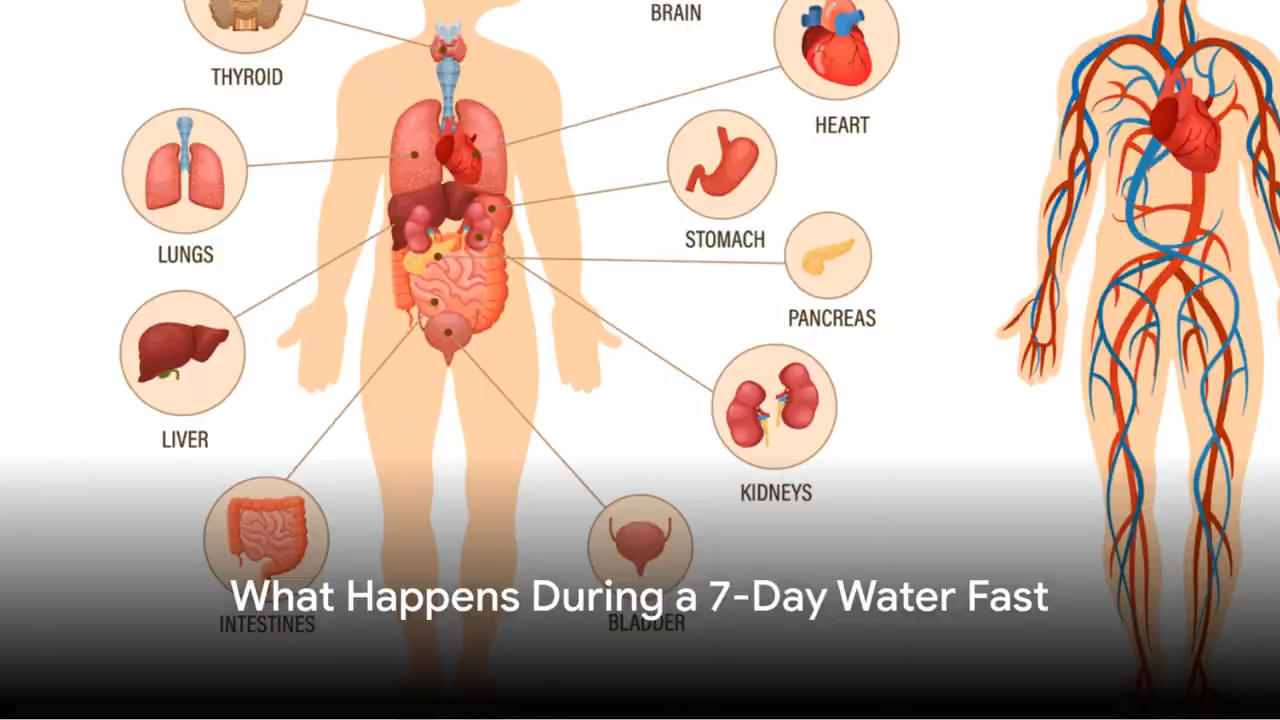 BRAIN
THYROID
HEART
LUNGS
STOMACH
PANCREAS
LIVER
KIDNEYS
What Happens During a 7-Day Water Fast
INTESTINES
BLADDER